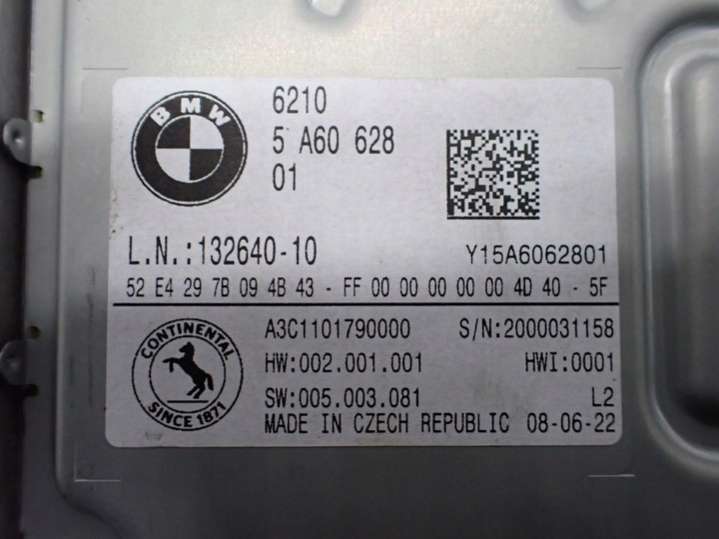 BMW
6210
5 A60 628
01
L.N.:132640-10
Y15A6062801
52 E4 29 7B 09 4B 43 - FF 00 00 00 00 00 4D 40 - 5F
CONTINENTAL
SINCE 1871
A3C1101790000 S/N:2000031158
HW:002.001.001 HWI:0001
SW:005.003.081 L2
MADE IN CZECH REPUBLIC 08-06-22